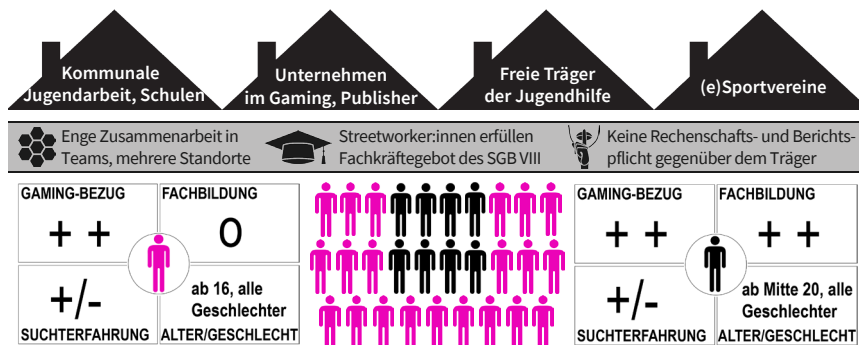 Kommunale
Jugendarbeit, Schulen
Unternehmen
im Gaming, Publisher
Freie Träger
der Jugendhilfe
(e)Sportvereine
Enge Zusammenarbeit in
Teams, mehrere Standorte
Streetworker:innen erfüllen
Fachkräftegebot des SGB VIII
Keine Rechenschafts- und Berichts-
pflicht gegenüber dem Träger
GAMING-BEZUG
+ +
FACHBILDUNG
O
+/-
SUCHTERFAHRUNG
ab 16, alle
Geschlechter
ALTER/GESCHLECHT
GAMING-BEZUG
+ +
FACHBILDUNG
+ +
+/-
SUCHTERFAHRUNG
ab Mitte 20, alle
Geschlechter
ALTER/GESCHLECHT